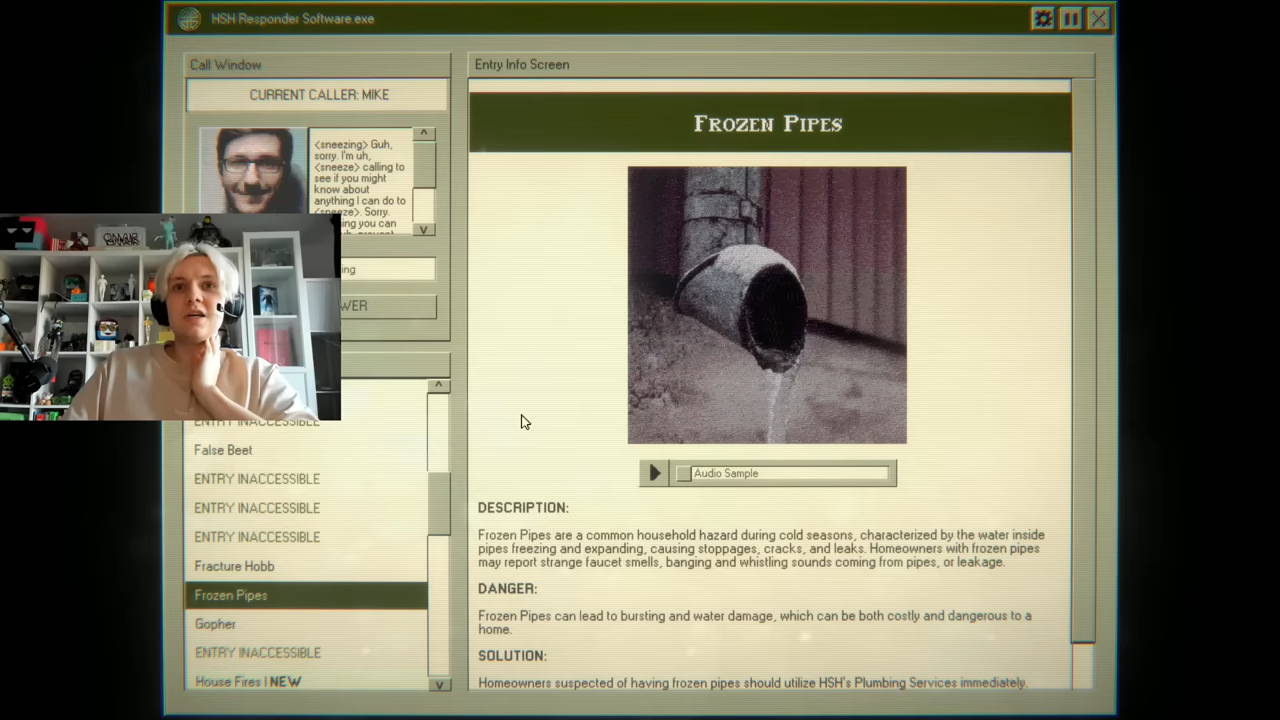 HSH Responder Software.exe
Call Window
CURRENT CALLER: MIKE
<sneezing> Guh,
sorry. I'm uh,
<sneeze> calling to
see if you might
know about
anything I can do to
<sneeze>. Sorry.
you can
ON AIR
ENTRY INACCESSIBLE
False Beet
ENTRY INACCESSIBLE
ENTRY INACCESSIBLE
ENTRY INACCESSIBLE
Fracture Hobb
Frozen Pipes
Gopher
ENTRY INACCESSIBLE
House Fires | NEW
Entry Info Screen
FROZEN PIPES
Audio Sample
DESCRIPTION:
Frozen Pipes are a common household hazard during cold seasons, characterized by the water inside
pipes freezing and expanding, causing stoppages, cracks, and leaks. Homeowners with frozen pipes
may report strange faucet smells, banging and whistling sounds coming from pipes, or leakage.
DANGER:
Frozen Pipes can lead to bursting and water damage, which can be both costly and dangerous to a
home.
SOLUTION:
Homeowners suspected of having frozen pipes should utilize HSH's Plumbing Services immediately.